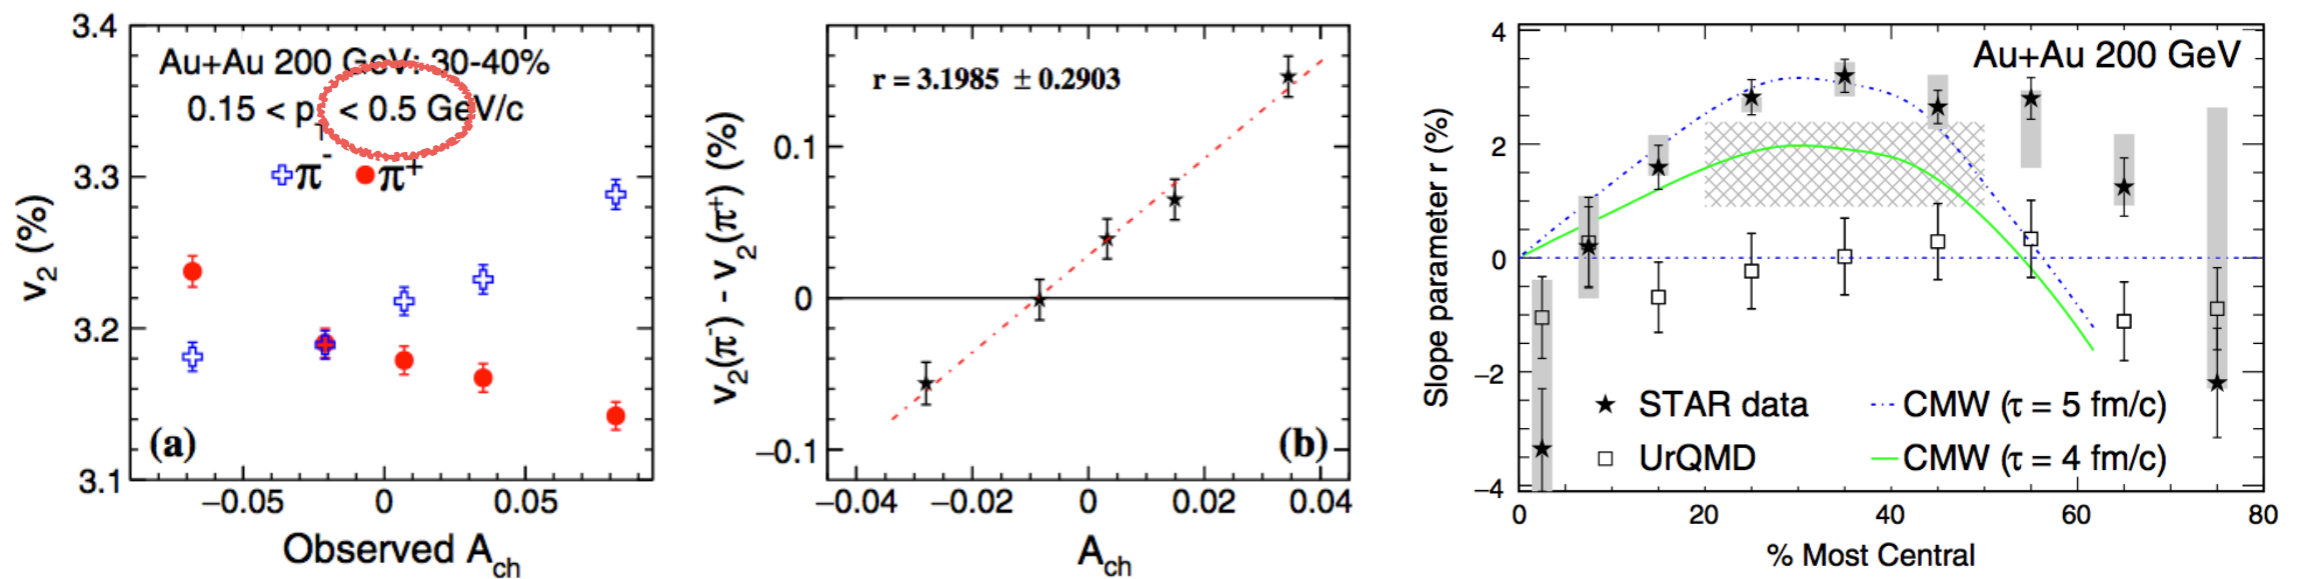 3.4
3.3
3.2
3.1
v₂ (%)
Au+Au 200 GeV: 30-40%
0.15 < p_T < 0.5 GeV/c
π⁻ π⁺
(a)
−0.05 0 0.05
Observed A_ch
v₂(π⁻) - v₂(π⁺) (%)
0.1
0
−0.1
r = 3.1985 ± 0.2903
(b)
−0.04 −0.02 0 0.02 0.04
A_ch
Slope parameter r (%)
4
2
0
−2
−4
Au+Au 200 GeV
STAR data
UrQMD
CMW (τ = 5 fm/c)
CMW (τ = 4 fm/c)
0 20 40 60 80
% Most Central